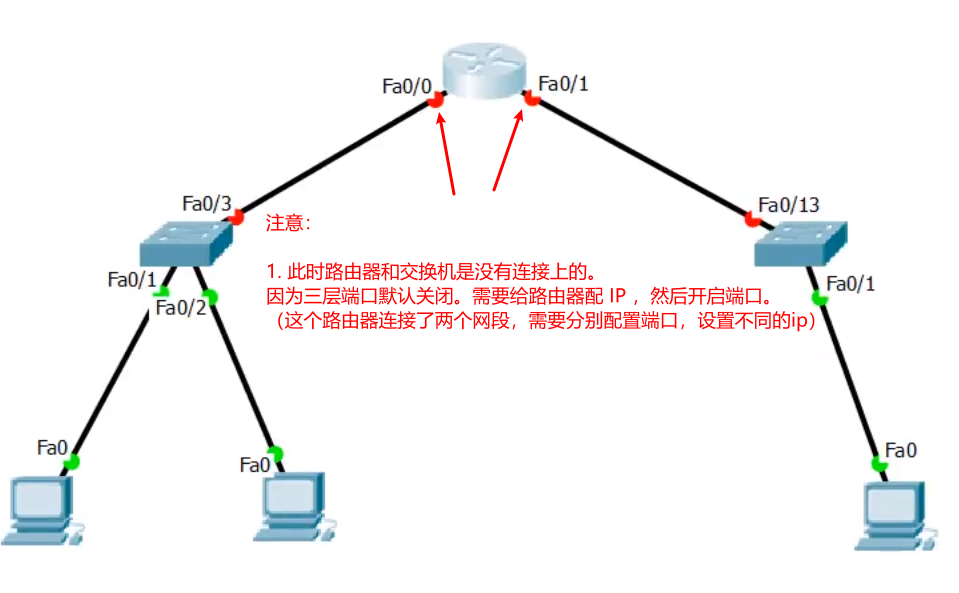 Fa0/0
Fa0/1
Fa0/3
Fa0/13
注意：
1. 此时路由器和交换机是没有连接上的。
因为三层端口默认关闭。需要给路由器配 IP ，然后开启端口。
（这个路由器连接了两个网段，需要分别配置端口，设置不同的ip）
Fa0/1
Fa0/2
Fa0/1
Fa0
Fa0
Fa0